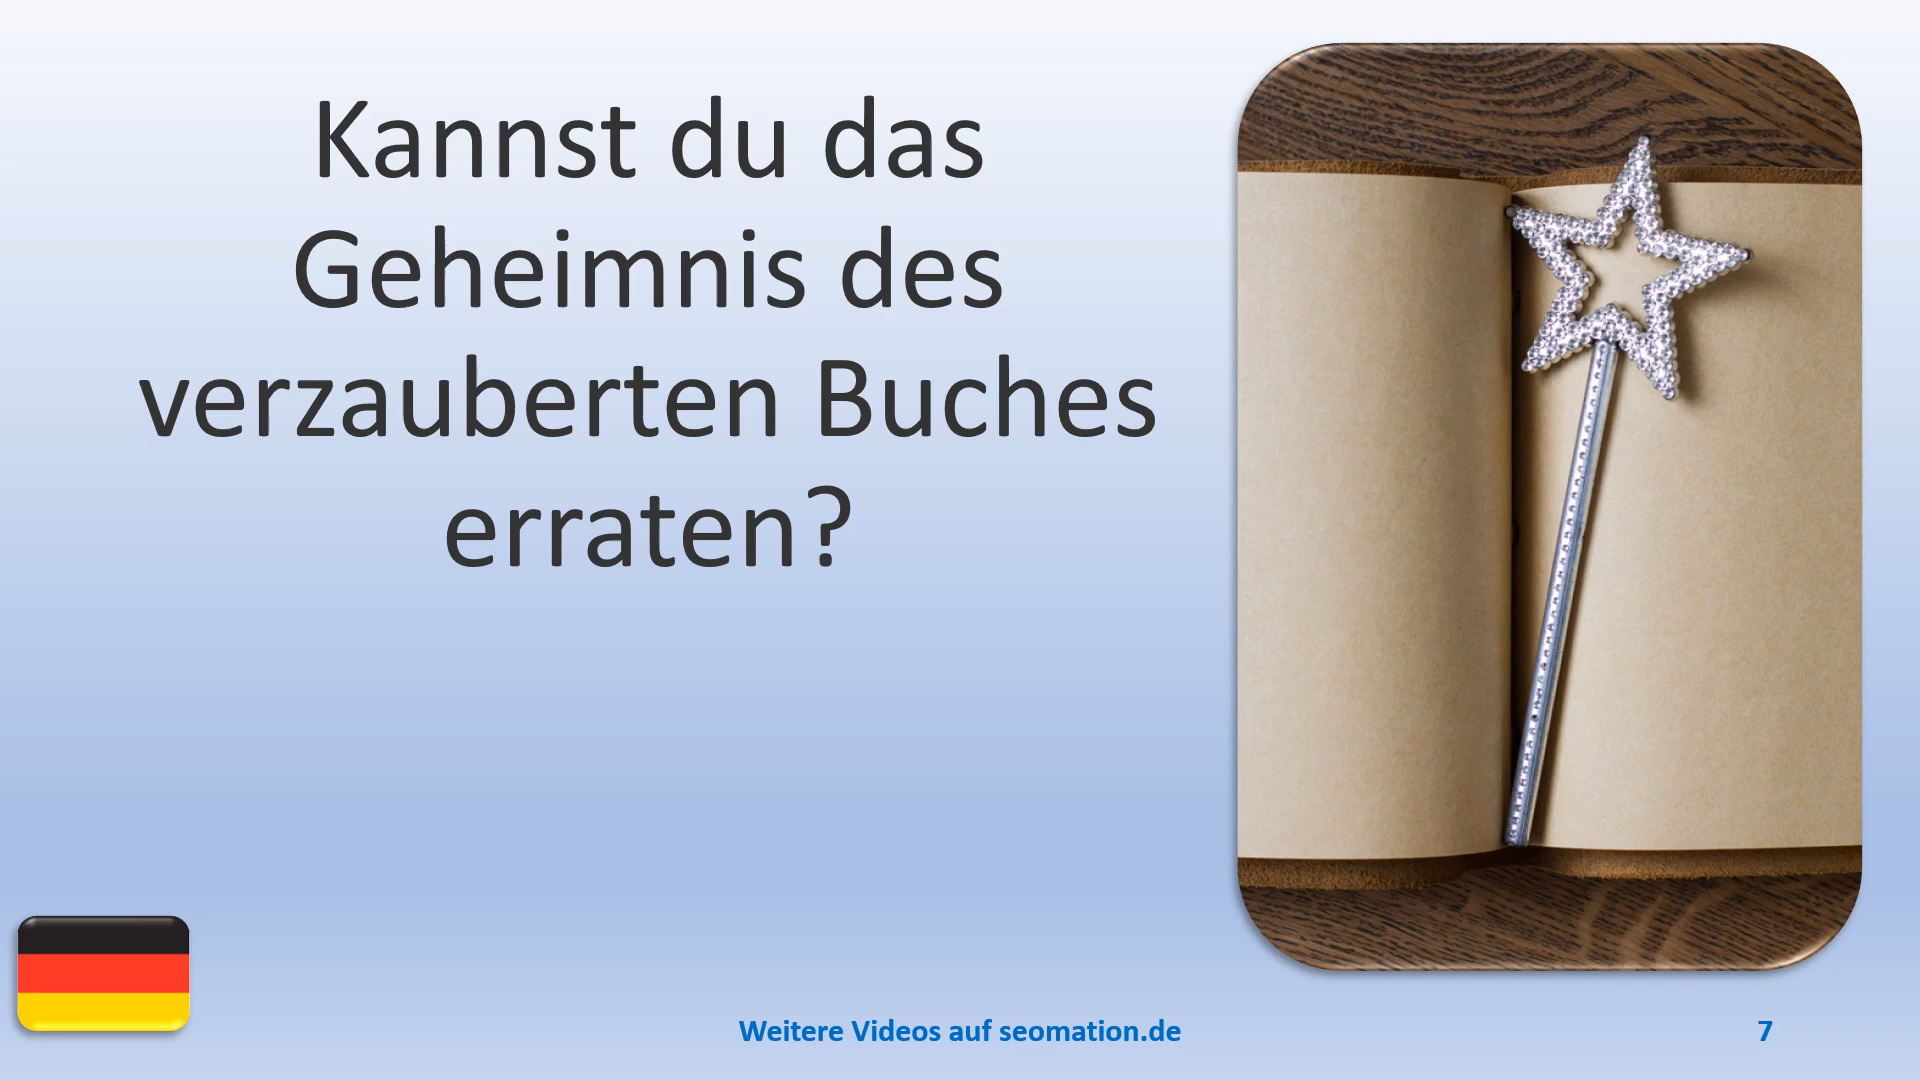 Kannst du das
Geheimnis des
verzauberten Buches
erraten?
Weitere Videos auf seomation.de
7